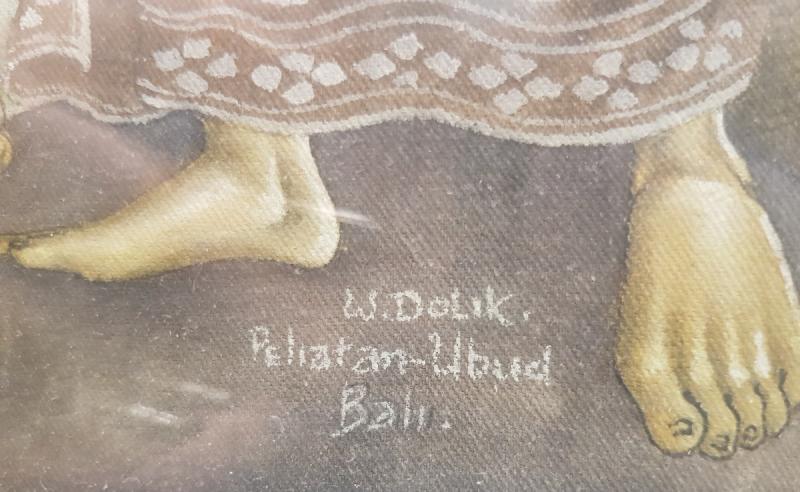 W. DoLIK.
Peliatan-Ubud
Bali.